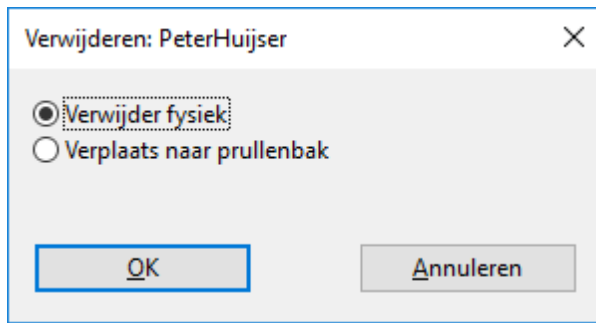 Verwijderen: PeterHuijser
Verwijder fysiek
Verplaats naar prullenbak
OK
Annuleren